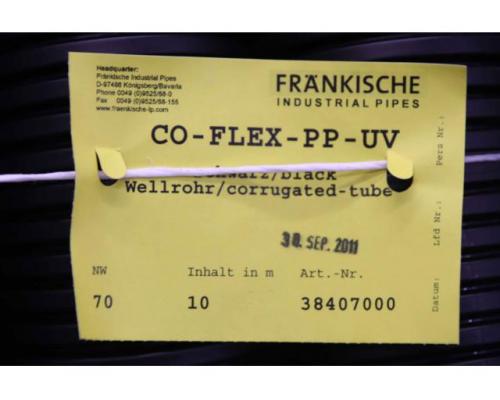 Headquarter:
Fränkische Industrial Pipes
D-97486 Königsberg/Bavaria
Phone 0049 (0)9525/88-0
Fax 0049 (0)9525/88-155
www.fraenkische-ip.com
FRÄNKISCHE
INDUSTRIAL PIPES
CO-FLEX-PP-UV
schwarz/black
Wellrohr/corrugated-tube
30. SEP. 2011
NW
Inhalt in m
Art.-Nr.
70
10
38407000
Datum:
Lfd Nr.:
Pers Nr.: